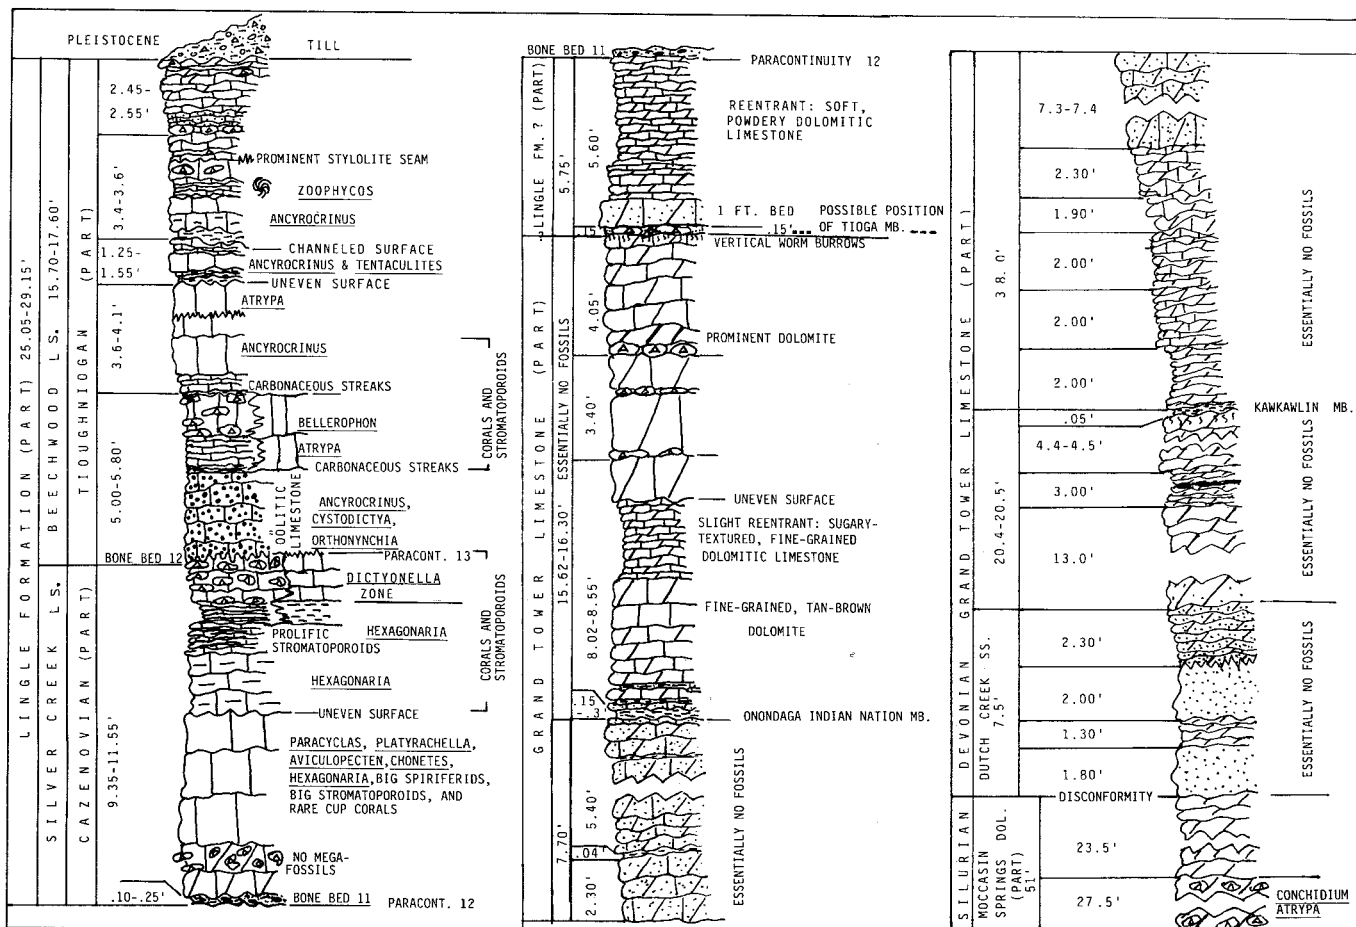 PLEISTOCENE TILL
LINGLE FORMATION (PART) 25.05-29.15'
SILVER CREEK LS.
BEECHWOOD LS. 15.70-17.60'
CAZENOVIAN (PART)
TIOUGHNIOGAN (PART)
2.45-
2.55'
3.4-3.6'
1.25-
1.55'
3.6-4.1'
5.00-5.80'
9.35-11.55'
.10-.25'
PROMINENT STYLOLITE SEAM
ZOOPHYCOS
ANCYROCRINUS
CHANNELED SURFACE
ANCYROCRINUS & TENTACULITES
UNEVEN SURFACE
ATRYPA
ANCYROCRINUS
CARBONACEOUS STREAKS
BELLEROPHON
ATRYPA
CARBONACEOUS STREAKS
CORALS AND
STROMATOPOROIDS
OOLITIC
LIMESTONE
ANCYROCRINUS,
CYSTODICTYA,
ORTHONYNCHIA
BONE BED 12
PARACONT. 13
DICTYONELLA
ZONE
HEXAGONARIA
PROLIFIC
STROMATOPOROIDS
HEXAGONARIA
CORALS AND
STROMATOPOROIDS
UNEVEN SURFACE
PARACYCLAS, PLATYRACHELLA,
AVICULOPECTEN, CHONETES,
HEXAGONARIA, BIG SPIRIFERIDS,
BIG STROMATOPOROIDS, AND
RARE CUP CORALS
NO MEGA-
FOSSILS
BONE BED 11 PARACONT. 12
BONE BED 11
PARACONTINUITY 12
LINGLE FM.? (PART)
5.75'
5.60'
REENTRANT: SOFT,
POWDERY DOLOMITIC
LIMESTONE
1 FT. BED
POSSIBLE POSITION
OF TIOGA MB.
.15'
.15
VERTICAL WORM BURROWS
GRAND TOWER LIMESTONE (PART)
15.62-16.30' ESSENTIALLY NO FOSSILS
4.05'
PROMINENT DOLOMITE
3.40'
UNEVEN SURFACE
SLIGHT REENTRANT: SUGARY-
TEXTURED, FINE-GRAINED
DOLOMITIC LIMESTONE
8.02-8.55'
FINE-GRAINED, TAN-BROWN
DOLOMITE
.15
-.3'
ONONDAGA INDIAN NATION MB.
7.70'
5.40'
.04'
2.30'
ESSENTIALLY NO FOSSILS
GRAND TOWER LIMESTONE (PART)
38.0'
7.3-7.4
2.30'
1.90'
2.00'
2.00'
2.00'
ESSENTIALLY NO FOSSILS
KAWKAWLIN MB.
.05'
20.4-20.5'
4.4-4.5'
3.00'
13.0'
ESSENTIALLY NO FOSSILS
DEVONIAN
DUTCH CREEK SS.
7.5'
2.30'
2.00'
1.30'
1.80'
ESSENTIALLY NO FOSSILS
DISCONFORMITY
SILURIAN
MOCCASIN
SPRINGS DOL.
(PART)
51'
23.5'
27.5'
CONCHIDIUM
ATRYPA